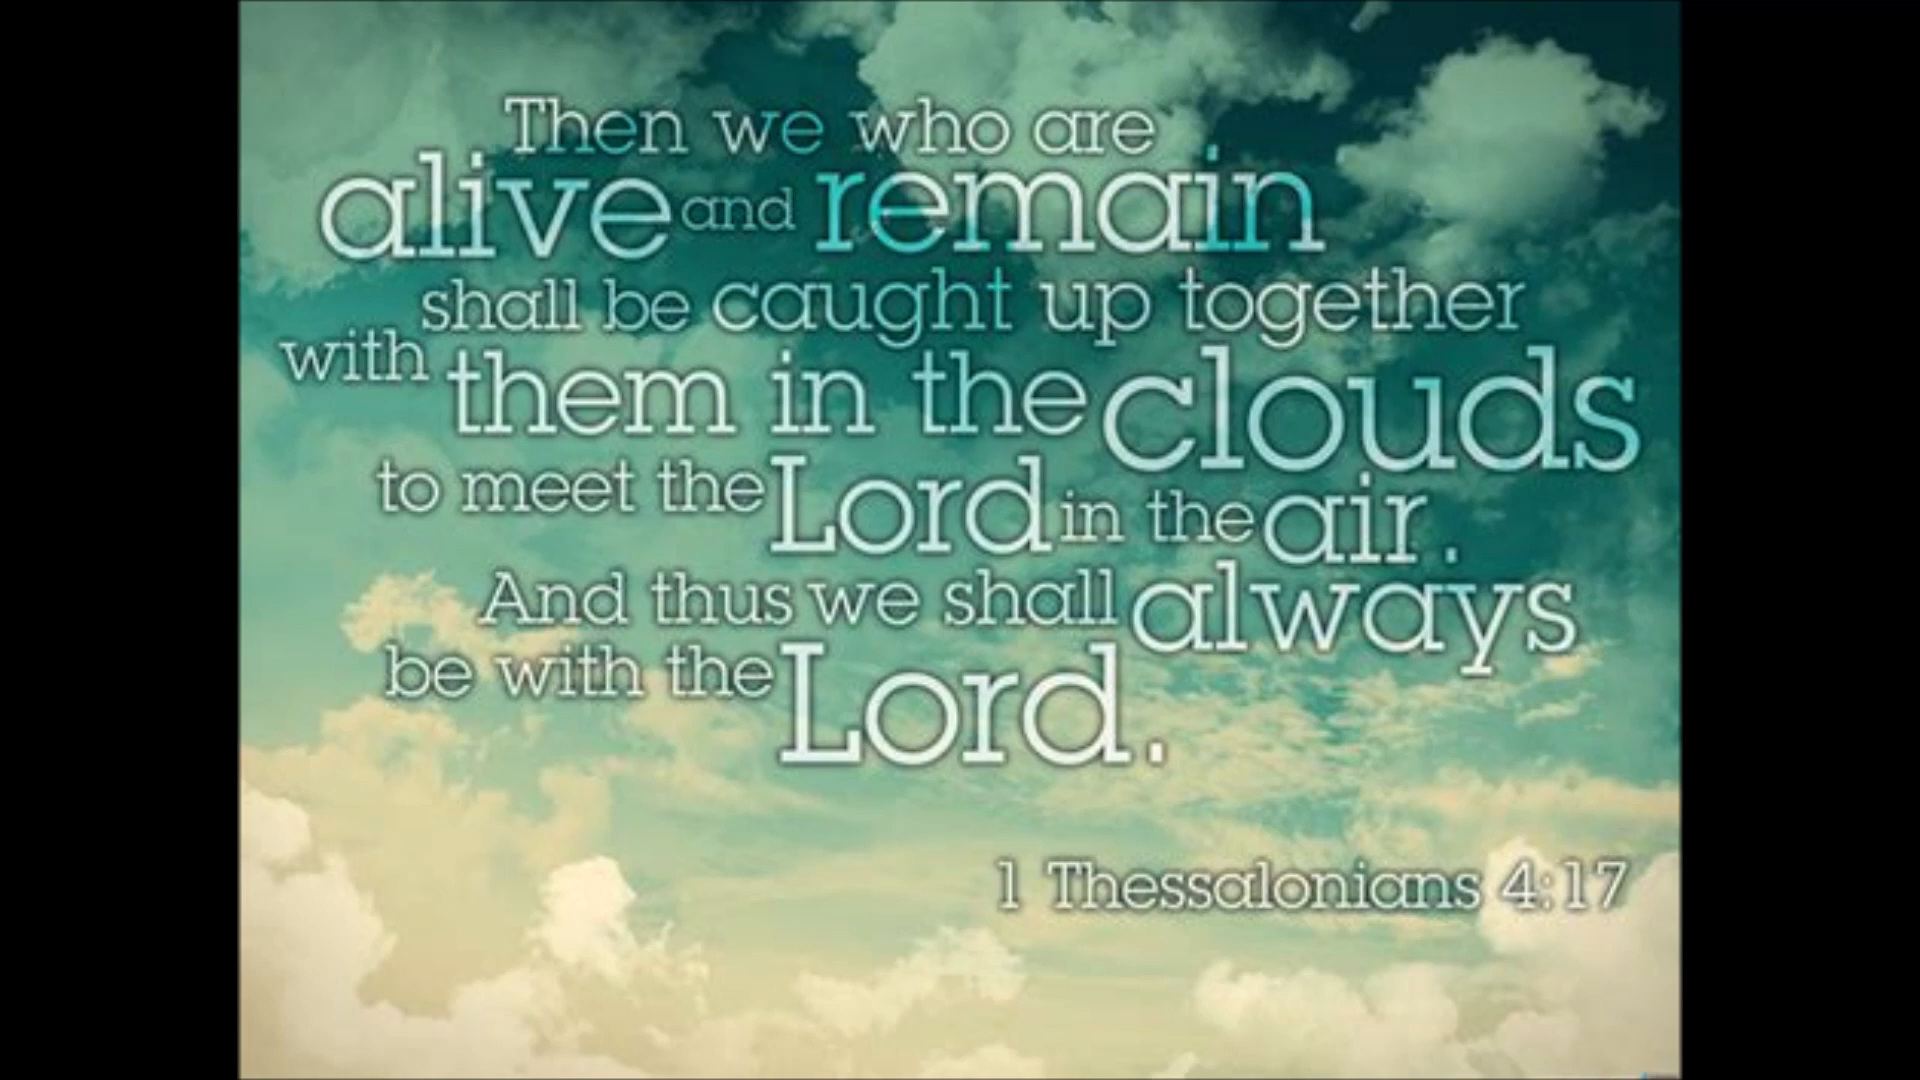 Then we who are
alive and remain
shall be caught up together
with them in the clouds
to meet the Lord in the air.
And thus we shall always
be with the Lord.
1 Thessalonians 4:17